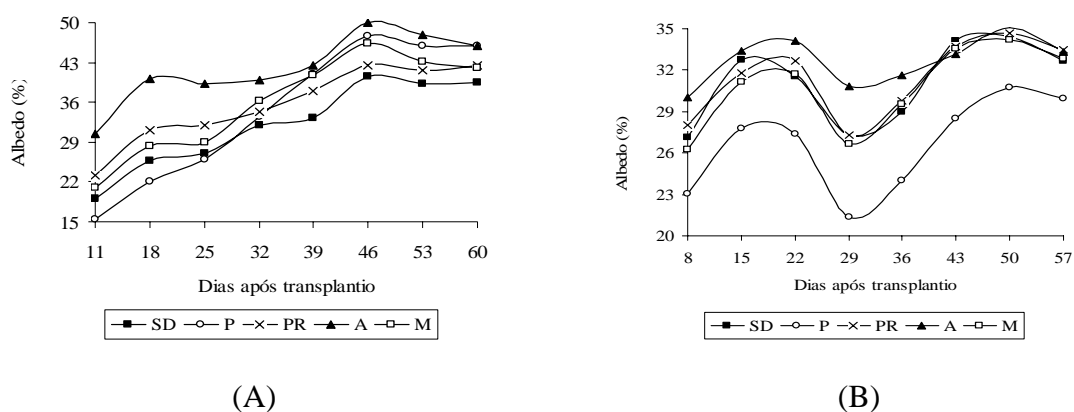 50
43
36
29
22
15
Albedo (%)
11 18 25 32 39 46 53 60
Dias após transplantio
SD P PR A M
(A)
35
32
29
26
23
20
Albedo (%)
8 15 22 29 36 43 50 57
Dias após transplantio
SD P PR A M
(B)